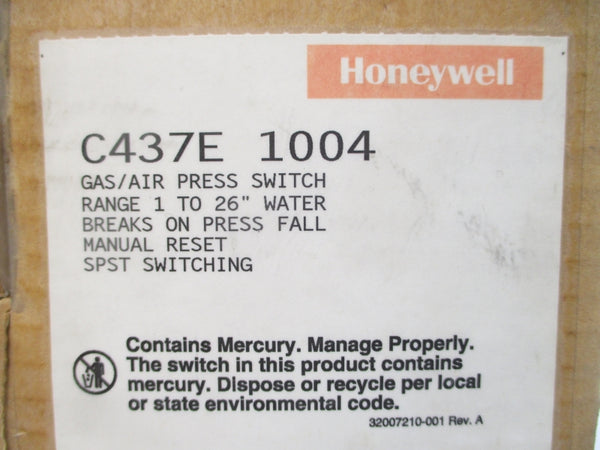 Honeywell
C437E 1004
GAS/AIR PRESS SWITCH
RANGE 1 TO 26" WATER
BREAKS ON PRESS FALL
MANUAL RESET
SPST SWITCHING
Contains Mercury. Manage Properly.
The switch in this product contains
mercury. Dispose or recycle per local
or state environmental code.
32007210-001 Rev. A